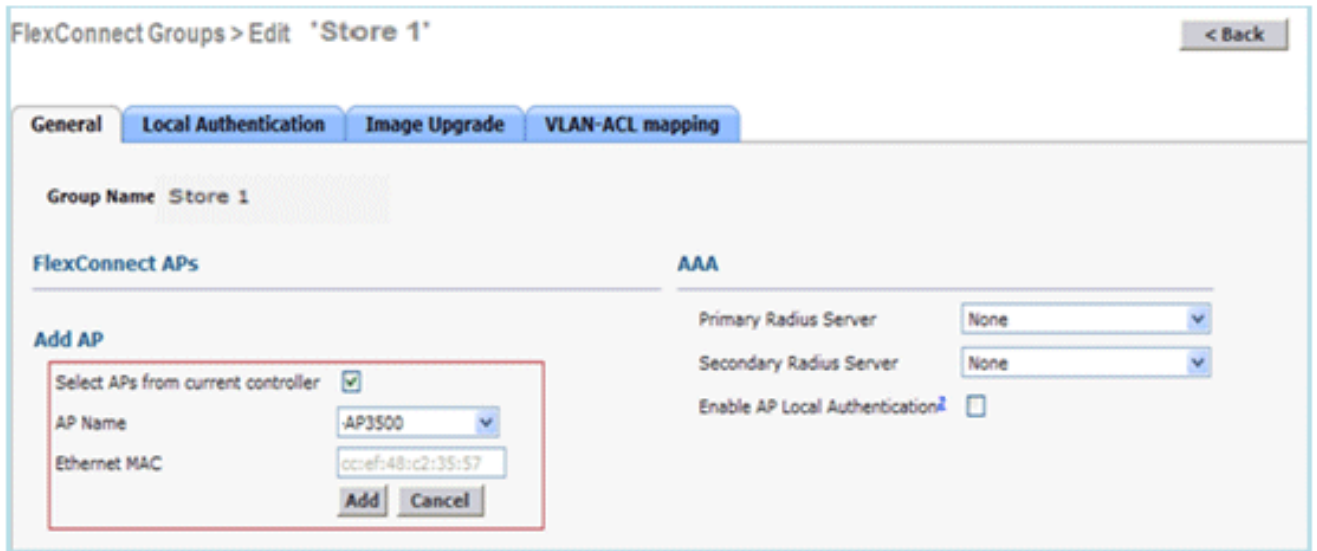 FlexConnect Groups > Edit 'Store 1'
< Back
General
Local Authentication
Image Upgrade
VLAN-ACL mapping
Group Name Store 1
FlexConnect APs
AAA
Add AP
Select APs from current controller
AP Name -AP3500
Ethernet MAC cc:ef:48:c2:35:57
Add Cancel
Primary Radius Server None
Secondary Radius Server None
Enable AP Local Authentication2